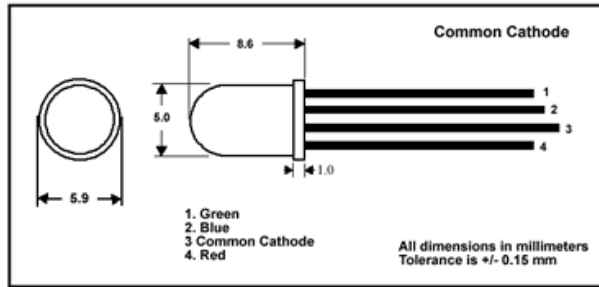 Common Cathode
8.6
5.0
5.9
1.0
1
2
3
4
1. Green
2. Blue
3 Common Cathode
4. Red
All dimensions in millimeters
Tolerance is +/- 0.15 mm